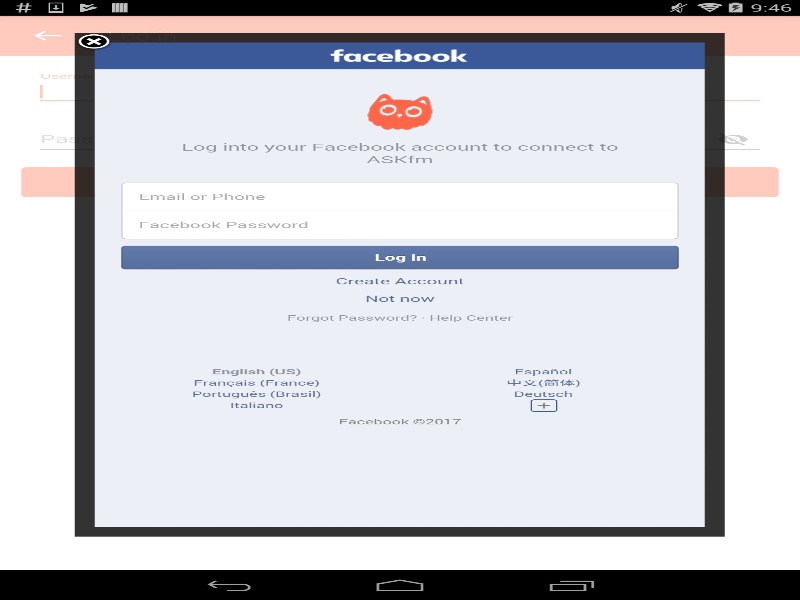 9:46
facebook
Log into your Facebook account to connect to
ASKfm
Email or Phone
Facebook Password
Log In
Create Account
Not now
Forgot Password? · Help Center
English (US)
Español
Français (France)
中文(简体)
Português (Brasil)
Deutsch
Italiano
Facebook ©2017